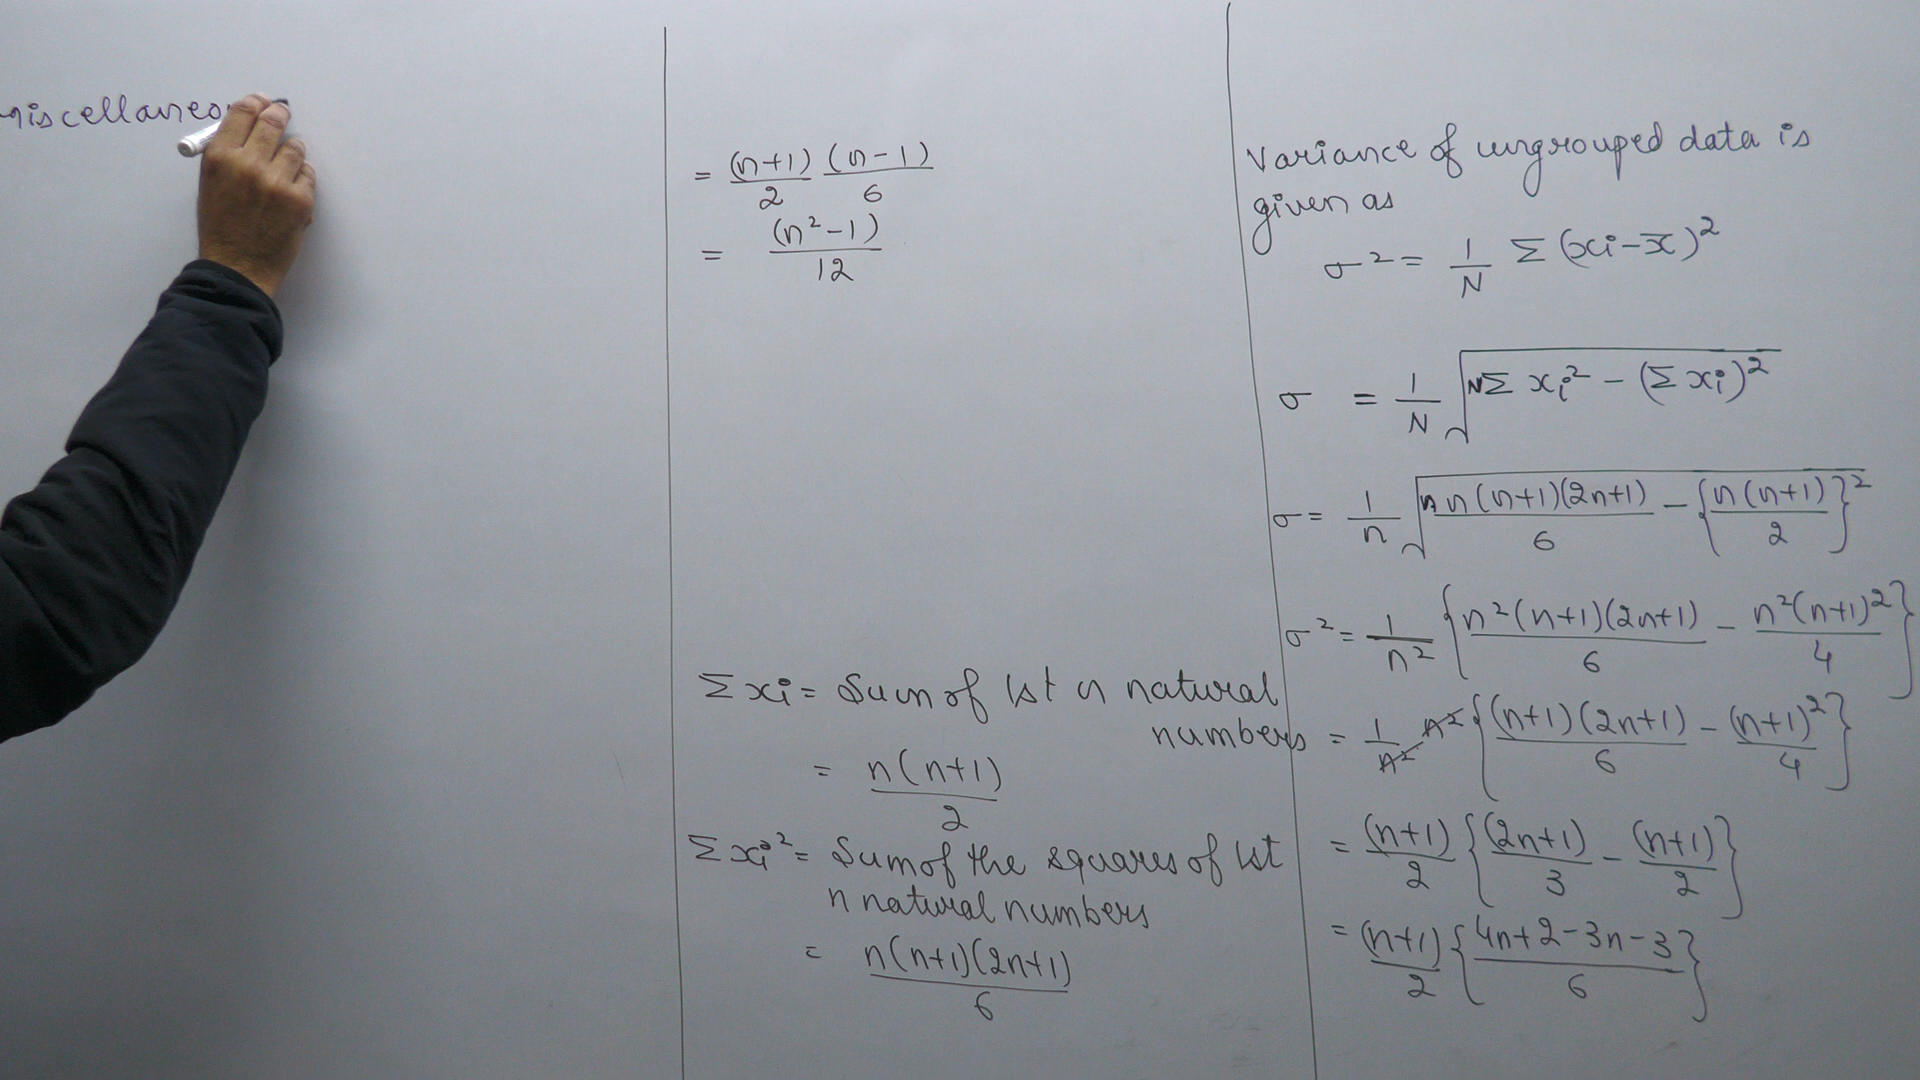 = (n+1)/2 (n-1)/6
= (n²-1)/12
Σxi = Sum of 1st n natural
numbers
= n(n+1)/2
Σxi² = Sum of the squares of 1st
n natural numbers
= n(n+1)(2n+1)/6
Variance of ungrouped data is
given as
σ² = 1/N Σ(xi-x̄)²
σ = 1/N √(NΣxi² - (Σxi)²)
σ = 1/n √(n n(n+1)(2n+1)/6 - {n(n+1)/2}²)
σ² = 1/n² {n²(n+1)(2n+1)/6 - n²(n+1)²/4}
= 1/n² n² {(n+1)(2n+1)/6 - (n+1)²/4}
= (n+1)/2 {(2n+1)/3 - (n+1)/2}
= (n+1)/2 {4n+2-3n-3/6}